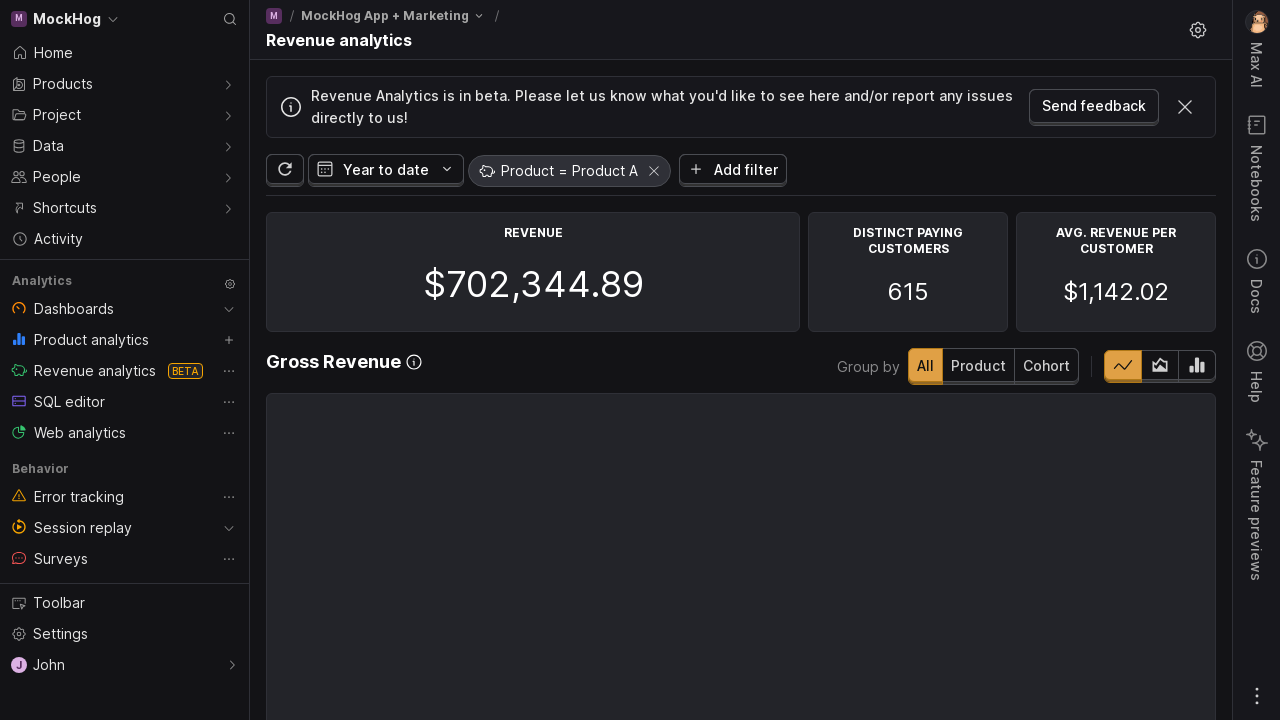 M
MockHog
Home
Products
Project
Data
People
Shortcuts
Activity
Analytics
Dashboards
Product analytics
Revenue analytics BETA
SQL editor
Web analytics
Behavior
Error tracking
Session replay
Surveys
Toolbar
Settings
J John
M / MockHog App + Marketing /
Revenue analytics
Revenue Analytics is in beta. Please let us know what you'd like to see here and/or report any issues
directly to us!
Send feedback
Year to date
Product = Product A
Add filter
REVENUE
$702,344.89
DISTINCT PAYING
CUSTOMERS
615
AVG. REVENUE PER
CUSTOMER
$1,142.02
Gross Revenue
Group by
All
Product
Cohort
Max AI
Notebooks
Docs
Help
Feature previews